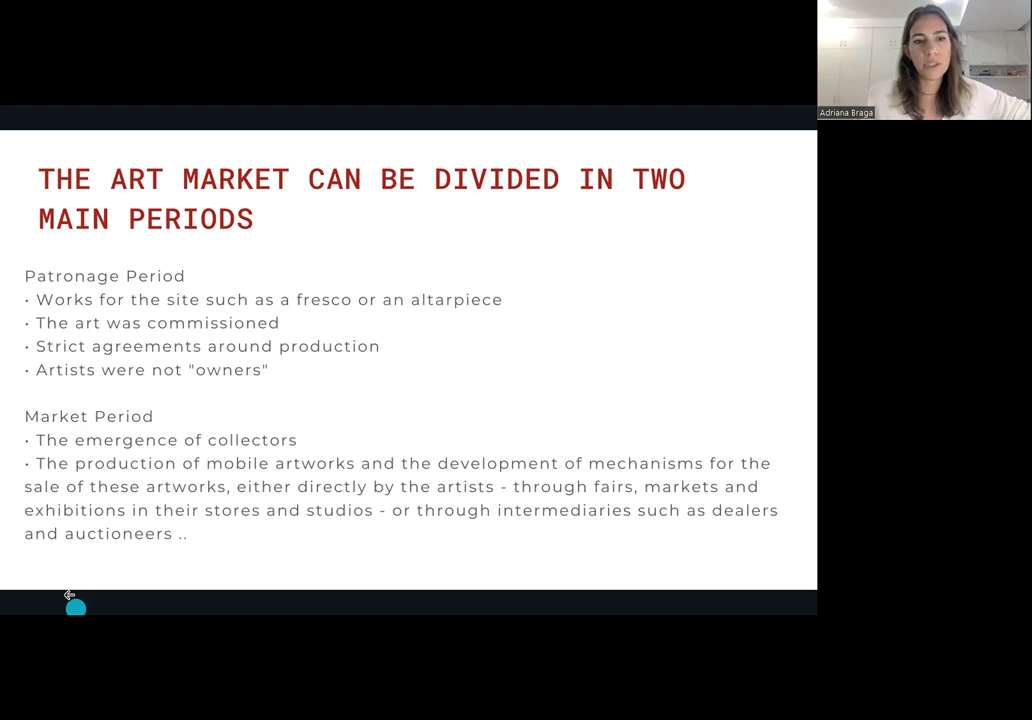 Adriana Braga
THE ART MARKET CAN BE DIVIDED IN TWO
MAIN PERIODS
Patronage Period
• Works for the site such as a fresco or an altarpiece
• The art was commissioned
• Strict agreements around production
• Artists were not "owners"
Market Period
• The emergence of collectors
• The production of mobile artworks and the development of mechanisms for the
sale of these artworks, either directly by the artists - through fairs, markets and
exhibitions in their stores and studios - or through intermediaries such as dealers
and auctioneers ..